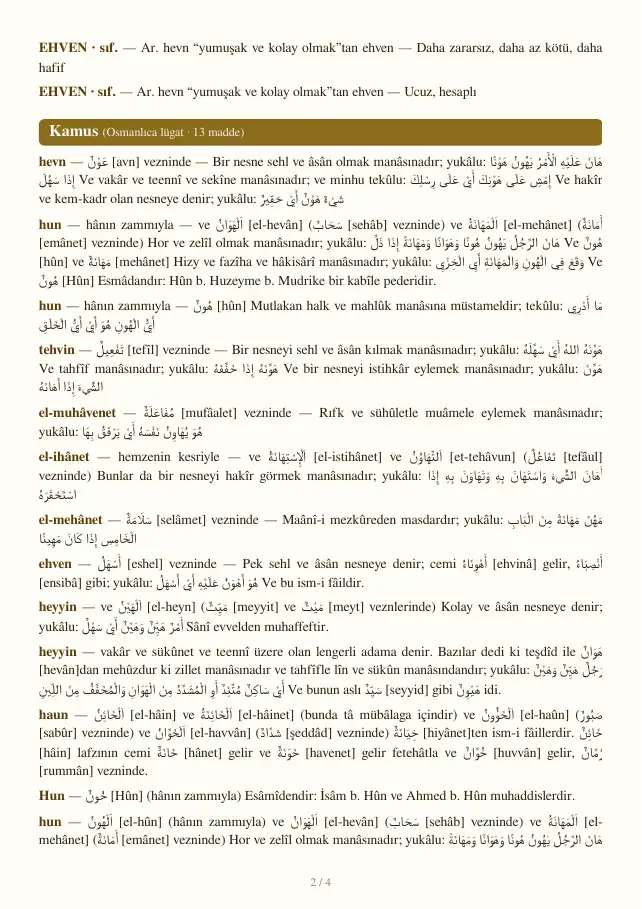 EHVEN · sıf. — Ar. hevn “yumuşak ve kolay olmak”tan ehven — Daha zararsız, daha az kötü, daha
hafif
EHVEN · sıf. — Ar. hevn “yumuşak ve kolay olmak”tan ehven — Ucuz, hesaplı
Kamus (Osmanlıca lügat · 13 madde)
hevn — عَوْنٌ [avn] vezninde — Bir nesne sehl ve âsân olmak manâsınadır; yukâlu: هَانَ عَلَيْهِ الْأَمْرُ يَهُونُ هَوْنًا
إِذَا سَهُلَ Ve vakâr ve teennî ve sekîne manâsınadır; ve minhu tekûlu: إِمْشِ عَلَى هَوْنِكَ أَيْ عَلَى رِسْلِكَ Ve hakîr
ve kem-kadr olan nesneye denir; yukâlu: شَيْءٌ هَوْنٌ أَيْ حَقِيرٌ
hun — hânın zammıyla — ve اَلْهَوَانُ [el-hevân] (سَحَابٌ [sehâb] vezninde) ve اَلْمَهَانَةُ [el-mehânet] (أَمَانَةٌ
[emânet] vezninde) Hor ve zelîl olmak manâsınadır; yukâlu: هَانَ الرَّجُلُ يَهُونُ هُونًا وَهَوَانًا وَمَهَانَةً إِذَا ذَلَّ Ve هُونٌ
[hûn] ve مَهَانَةٌ [mehânet] Hizy ve fazîha ve hâkisârî manâsınadır; yukâlu: وَقَعَ فِي الْهُونِ وَالْمَهَانَةِ أَيِ الْخِزْيِ Ve
هُونٌ [Hûn] Esmâdandır: Hûn b. Huzeyme b. Mudrike bir kabîle pederidir.
hun — hânın zammıyla — هُونٌ [hûn] Mutlakan halk ve mahlûk manâsına müstameldir; tekûlu: مَا أَدْرِي
أَيُّ الْهُونِ هُوَ أَيْ أَيُّ الْخَلْقِ
tehvin — تَفْعِيلٌ [tefîl] vezninde — Bir nesneyi sehl ve âsân kılmak manâsınadır; yukâlu: هَوَّنَهُ اللهُ أَيْ سَهَّلَهُ
Ve tahfîf manâsınadır; yukâlu: هَوَّنَهُ إِذَا خَفَّفَهُ Ve bir nesneyi istihkâr eylemek manâsınadır; yukâlu: هَوَّنَ
الشَّيْءَ إِذَا أَهَانَهُ
el-muhâvenet — مُفَاعَلَةٌ [mufâalet] vezninde — Rıfk ve sühûletle muâmele eylemek manâsınadır;
yukâlu: هُوَ يُهَاوِنُ نَفْسَهُ أَيْ يَرْفُقُ بِهَا
el-ihânet — hemzenin kesriyle — ve اَلْإِسْتِهَانَةُ [el-istihânet] ve اَلتَّهَاوُنُ [et-tehâvun] (تَفَاعُلٌ [tefâul]
vezninde) Bunlar da bir nesneyi hakîr görmek manâsınadır; yukâlu: أَهَانَ الشَّيْءَ وَاسْتَهَانَ بِهِ وَتَهَاوَنَ بِهِ إِذَا
اسْتَحْقَرَهُ
el-mehânet — سَلَامَةٌ [selâmet] vezninde — Maânî-i mezkûreden masdardır; yukâlu: مَهُنَ مَهَانَةً مِنَ الْبَابِ
الْخَامِسِ إِذَا كَانَ مَهِينًا
ehven — أَسْهَلُ [eshel] vezninde — Pek sehl ve âsân nesneye denir; cemi أَهْوِنَاءُ [ehvinâ] gelir, أَنْصِبَاءُ
[ensibâ] gibi; yukâlu: هُوَ أَهْوَنُ عَلَيْهِ أَيْ أَسْهَلُ Ve bu ism-i fâildir.
heyyin — ve اَلْهَيْنُ [el-heyn] (مَيِّتٌ [meyyit] ve مَيْتٌ [meyt] veznlerinde) Kolay ve âsân nesneye denir;
yukâlu: أَمْرٌ هَيِّنٌ وَهَيْنٌ أَيْ سَهْلٌ Sânî evvelden muhaffeftir.
heyyin — vakâr ve sükûnet ve teennî üzere olan lengerli adama denir. Bazılar dedi ki teşdîd ile هَوَانٌ
[hevân]dan mehûzdur ki zillet manâsınadır ve tahfîfle lîn ve sükûn manâsındandır; yukâlu: رَجُلٌ هَيِّنٌ وَهَيْنٌ
أَيْ سَاكِنٌ مُتَّئِدٌ أَوِ الْمُشَدَّدُ مِنَ الْهَوَانِ وَالْمُخَفَّفُ مِنَ اللِّينِ Ve bunun aslı سَيِّدٌ [seyyid] gibi هَيْوِنٌ idi.
haun — اَلْخَائِنُ [el-hâin] ve اَلْخَائِنَةُ [el-hâinet] (bunda tâ mübâlaga içindir) ve اَلْخَؤُونُ [el-haûn] (صَبُورٌ
[sabûr] vezninde) ve اَلْخَوَّانُ [el-havvân] (شَدَّادٌ [şeddâd] vezninde) خِيَانَةٌ [hiyânet]ten ism-i fâillerdir. خَائِنٌ
[hâin] lafzının cemi خَانَةٌ [hânet] gelir ve خَوَنَةٌ [havenet] gelir fetehâtla ve خُوَّانٌ [huvvân] gelir, رُمَّانٌ
[rummân] vezninde.
Hun — خُونٌ [Hûn] (hânın zammıyla) Esâmîdendir: İsâm b. Hûn ve Ahmed b. Hûn muhaddislerdir.
hun — اَلْهُونُ [el-hûn] (hânın zammıyla) ve اَلْهَوَانُ [el-hevân] (سَحَابٌ [sehâb] vezninde) ve اَلْمَهَانَةُ [el-
mehânet] (أَمَانَةٌ [emânet] vezninde) Hor ve zelîl olmak manâsınadır; yukâlu: هَانَ الرَّجُلُ يَهُونُ هُونًا وَهَوَانًا وَمَهَانَةً
2 / 4